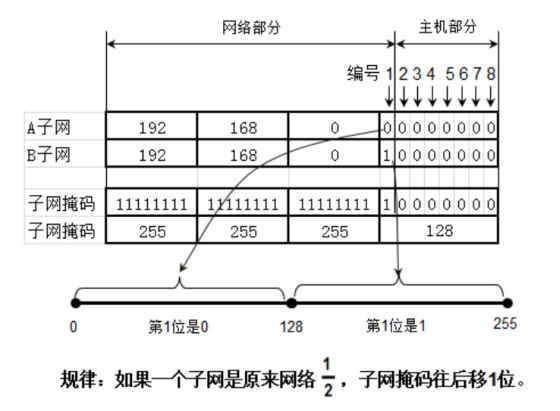 网络部分 主机部分
编号 1 2 3 4 5 6 7 8
A子网 192 168 0 0 0 0 0 0 0 0 0
B子网 192 168 0 1 0 0 0 0 0 0 0
子网掩码 11111111 11111111 11111111 1 0 0 0 0 0 0 0
子网掩码 255 255 255 128
0 第1位是0 128 第1位是1 255
规律：如果一个子网是原来网络 1/2，子网掩码往后移1位。